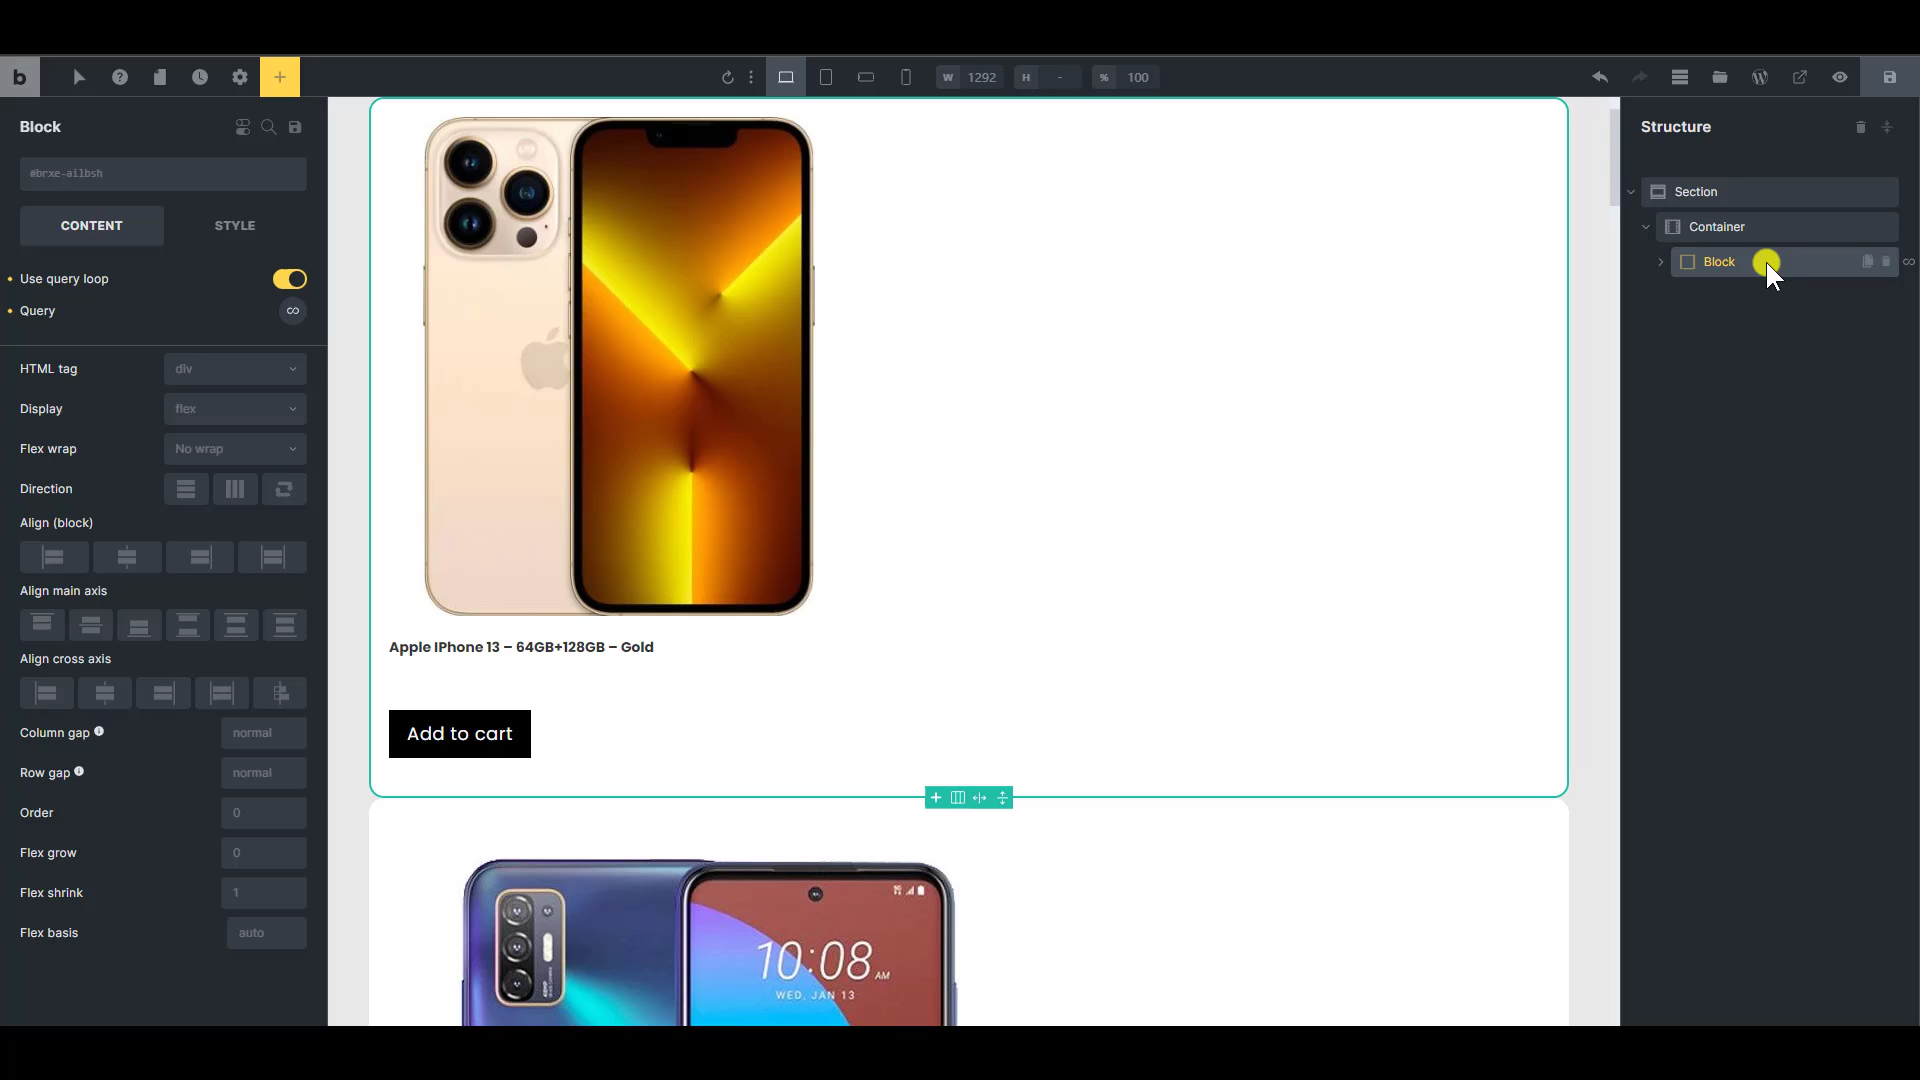 b
W 1292 H - % 100
Block
#brxe-ailbsh
CONTENT STYLE
Use query loop
Query
HTML tag div
Display flex
Flex wrap No wrap
Direction
Align (block)
Align main axis
Align cross axis
Column gap normal
Row gap normal
Order 0
Flex grow 0
Flex shrink 1
Flex basis auto
Apple IPhone 13 – 64GB+128GB – Gold
Add to cart
10:08 AM
WED, JAN 13
Structure
Section
Container
Block